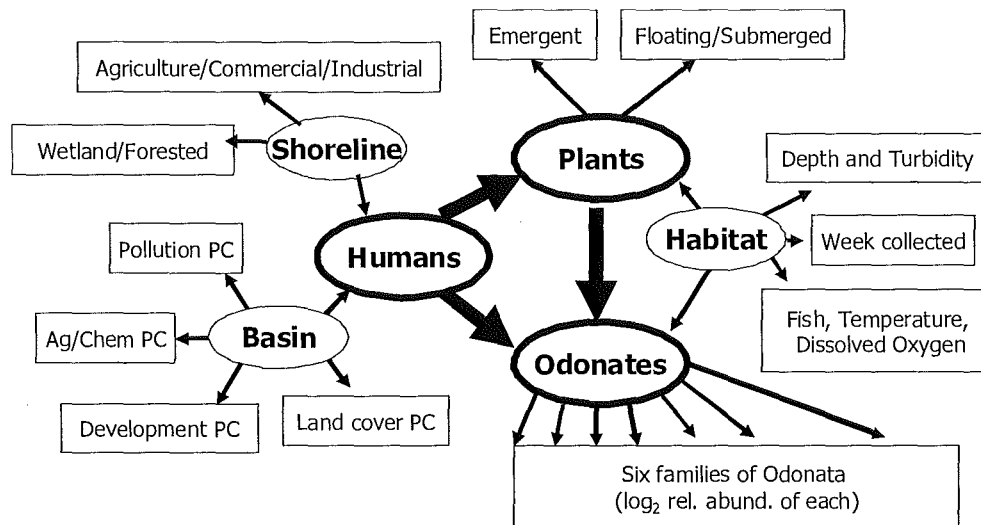 Emergent
Floating/Submerged
Agriculture/Commercial/Industrial
Wetland/Forested
Shoreline
Plants
Depth and Turbidity
Habitat
Week collected
Humans
Pollution PC
Fish, Temperature,
Dissolved Oxygen
Ag/Chem PC
Basin
Odonates
Development PC
Land cover PC
Six families of Odonata
(log₂ rel. abund. of each)